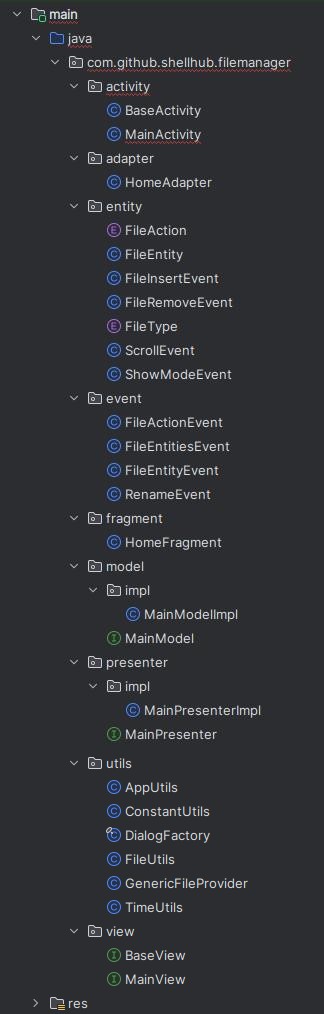 main
java
com.github.shellhub.filemanager
activity
BaseActivity
MainActivity
adapter
HomeAdapter
entity
FileAction
FileEntity
FileInsertEvent
FileRemoveEvent
FileType
ScrollEvent
ShowModeEvent
event
FileActionEvent
FileEntitiesEvent
FileEntityEvent
RenameEvent
fragment
HomeFragment
model
impl
MainModelImpl
MainModel
presenter
impl
MainPresenterImpl
MainPresenter
utils
AppUtils
ConstantUtils
DialogFactory
FileUtils
GenericFileProvider
TimeUtils
view
BaseView
MainView
res